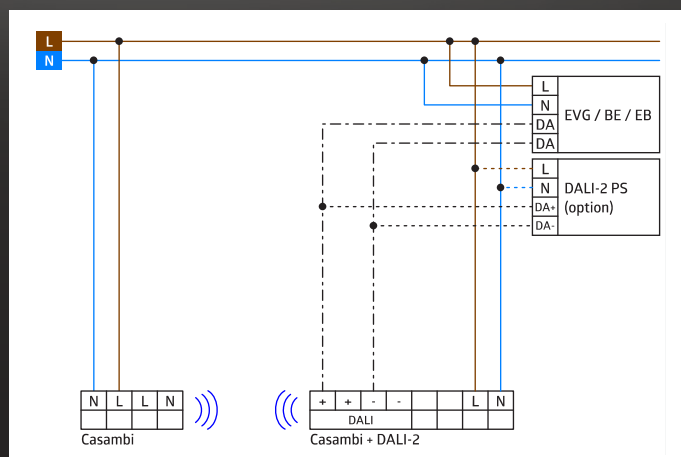 L
N
L
N
DA
DA
EVG / BE / EB
L
N
DA+
DA-
DALI-2 PS
(option)
N L L N
Casambi
+ + - - L N
DALI
Casambi + DALI-2